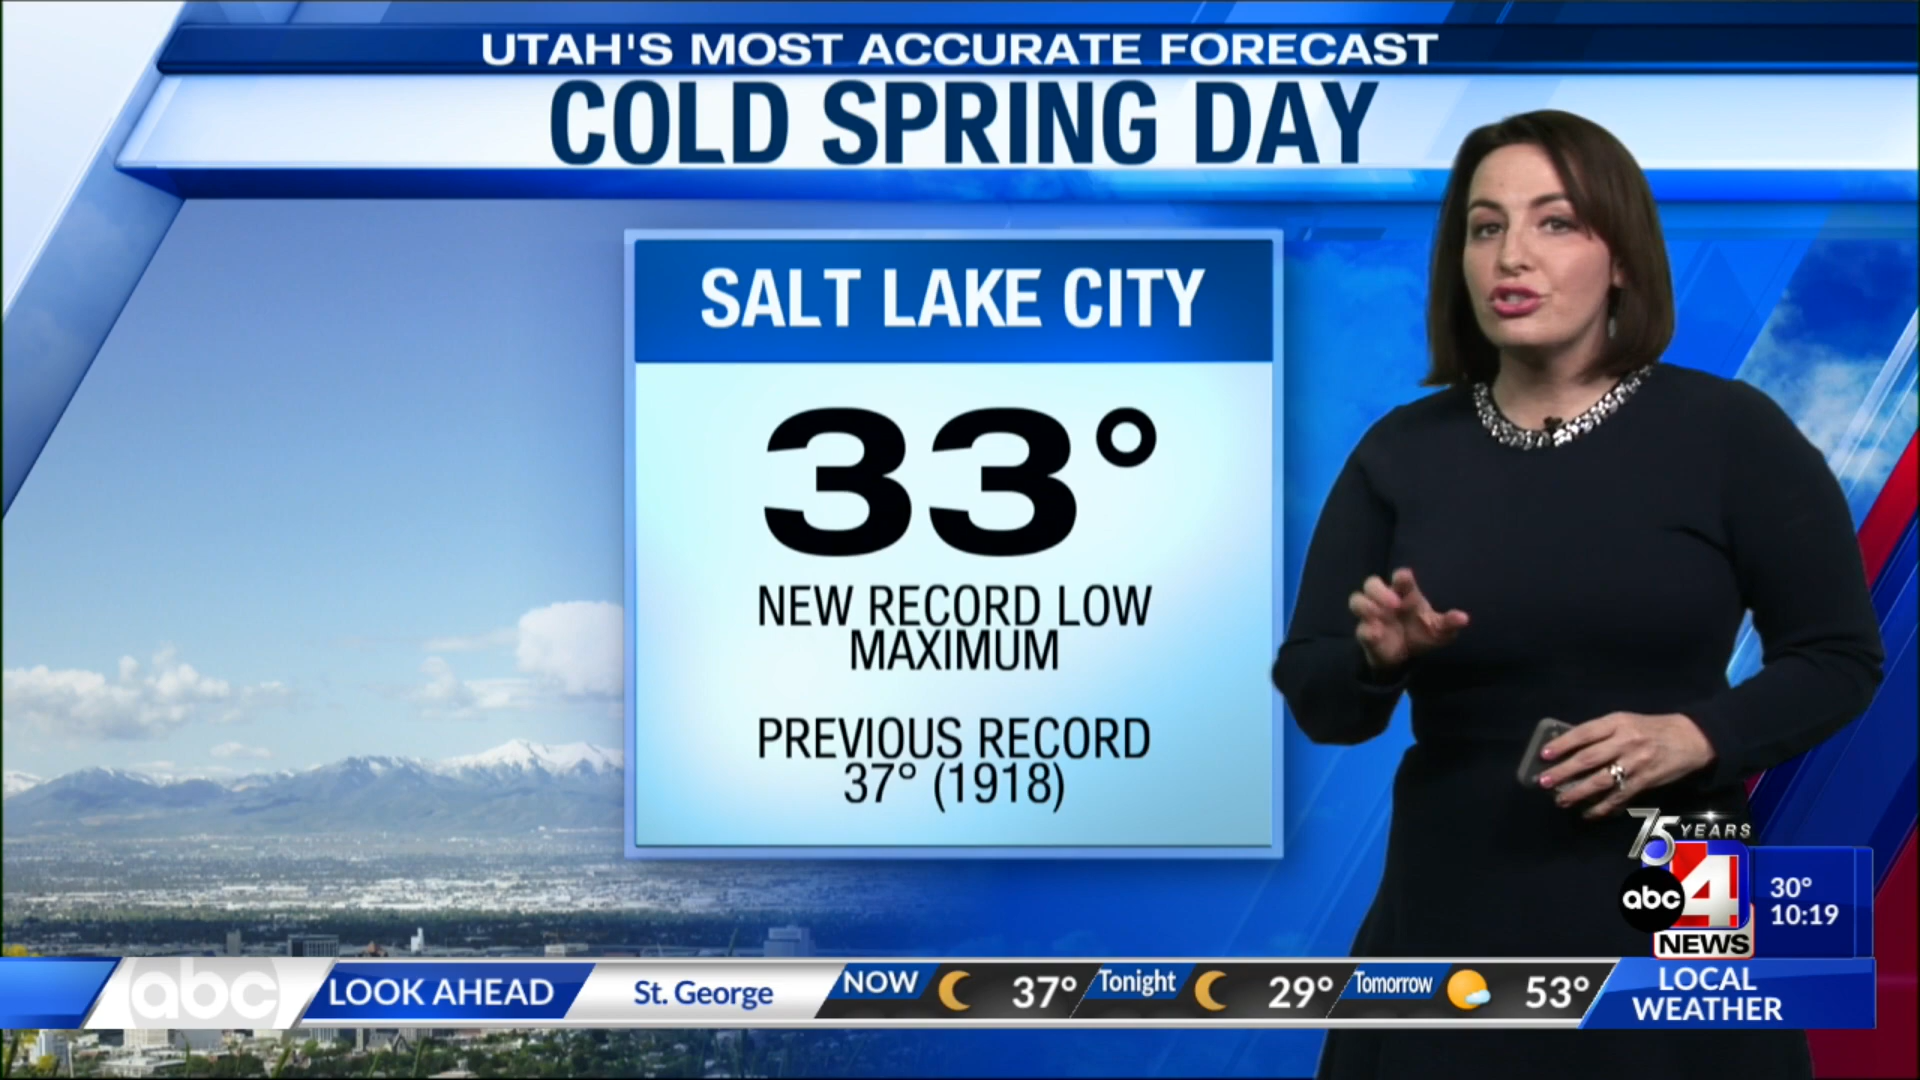 UTAH'S MOST ACCURATE FORECAST
COLD SPRING DAY
SALT LAKE CITY
33°
NEW RECORD LOW
MAXIMUM
PREVIOUS RECORD
37° (1918)
75 YEARS
abc 4
NEWS
30°
10:19
abc
LOOK AHEAD
St. George
NOW 37°
Tonight 29°
Tomorrow 53°
LOCAL
WEATHER